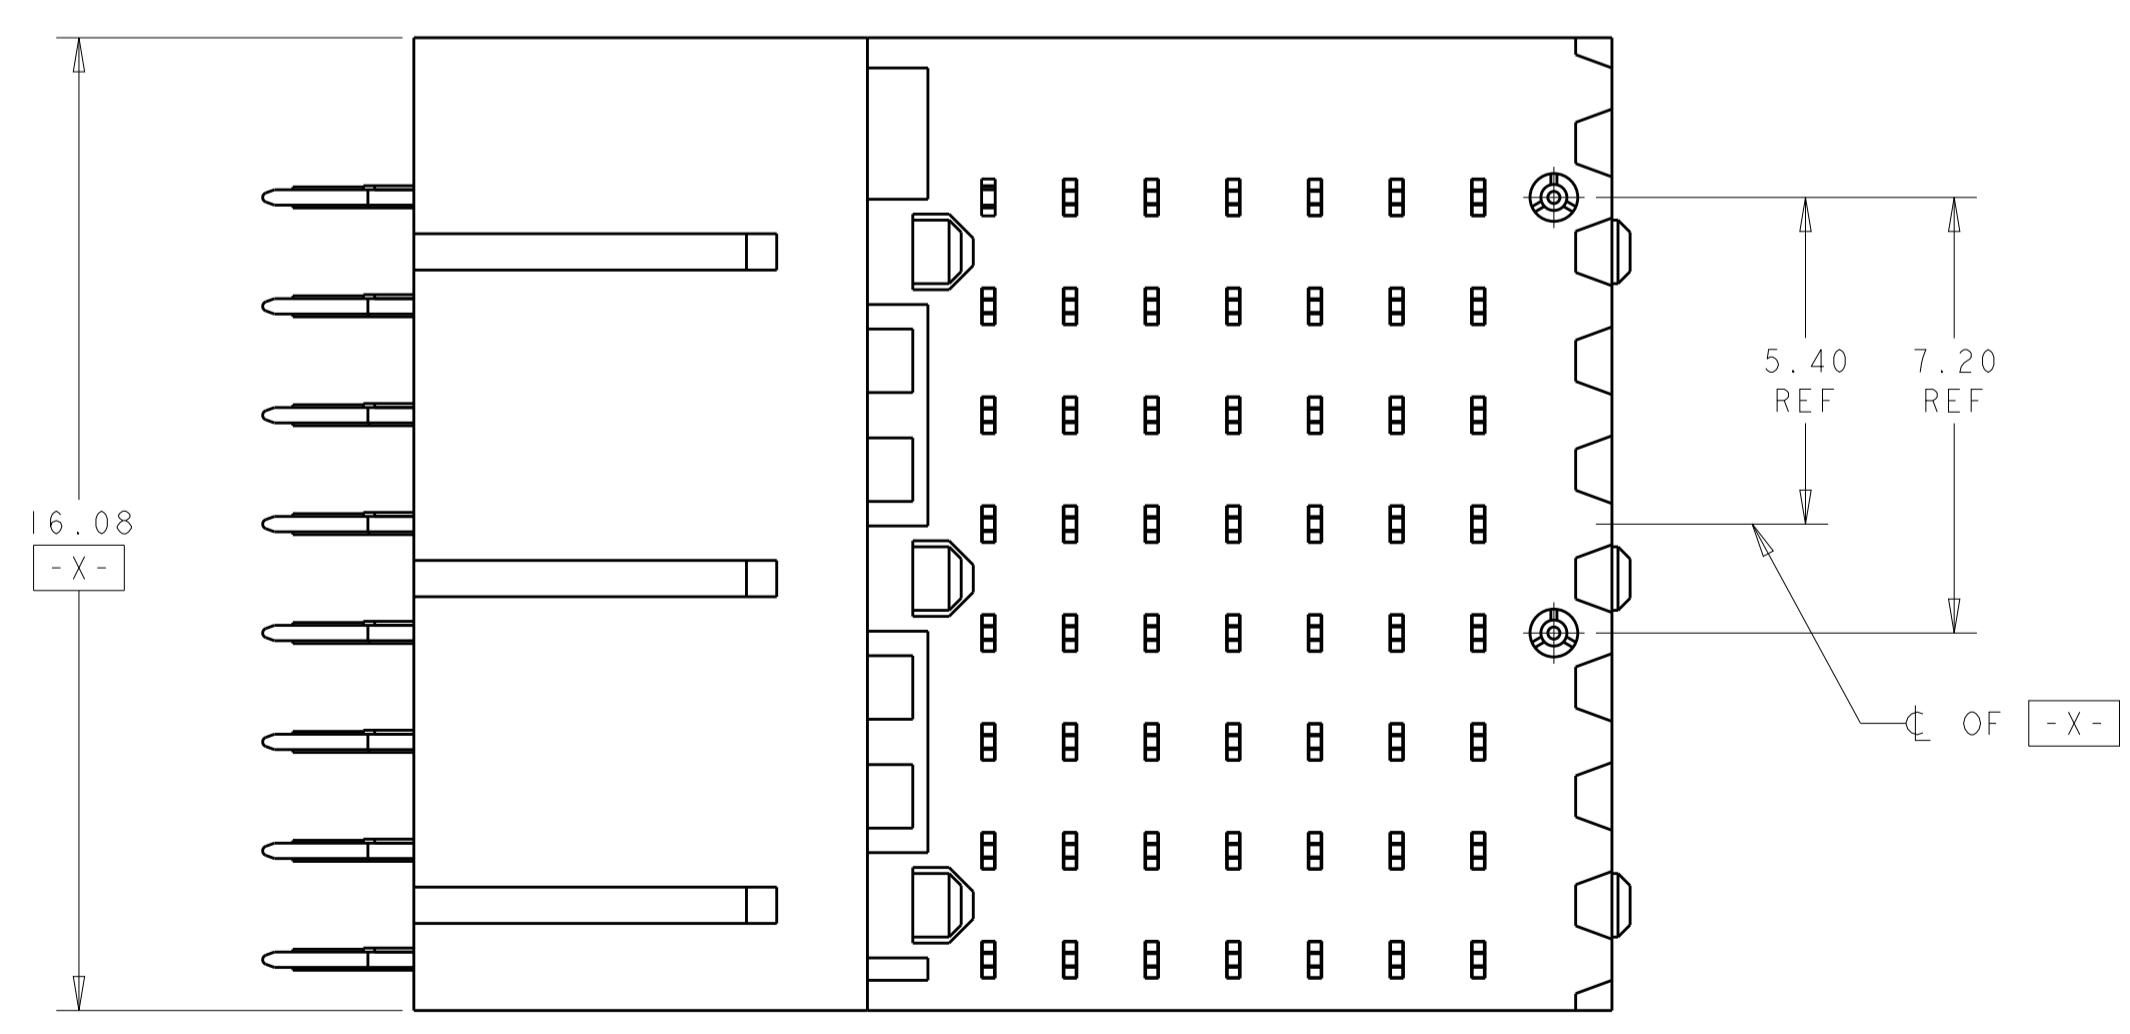 5.40
REF
7.20
REF
16.08
-X-
℄ OF -X-